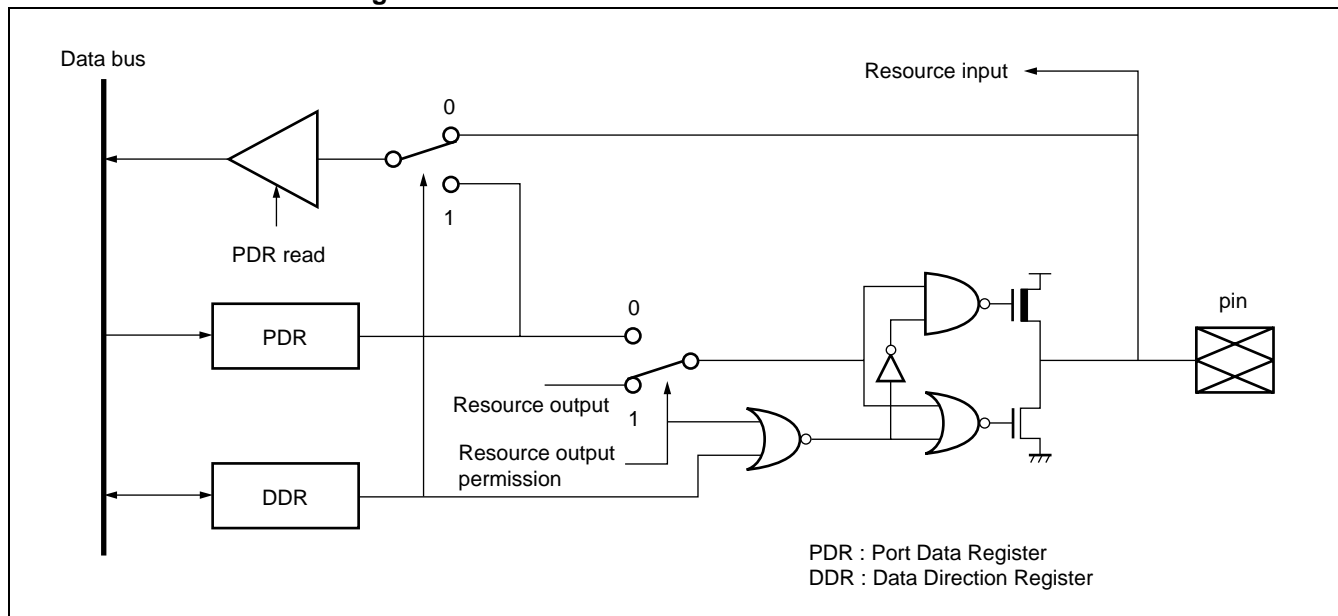 Data bus
Resource input
0
1
PDR read
pin
PDR
0
Resource output
1
Resource output
permission
DDR
PDR : Port Data Register
DDR : Data Direction Register